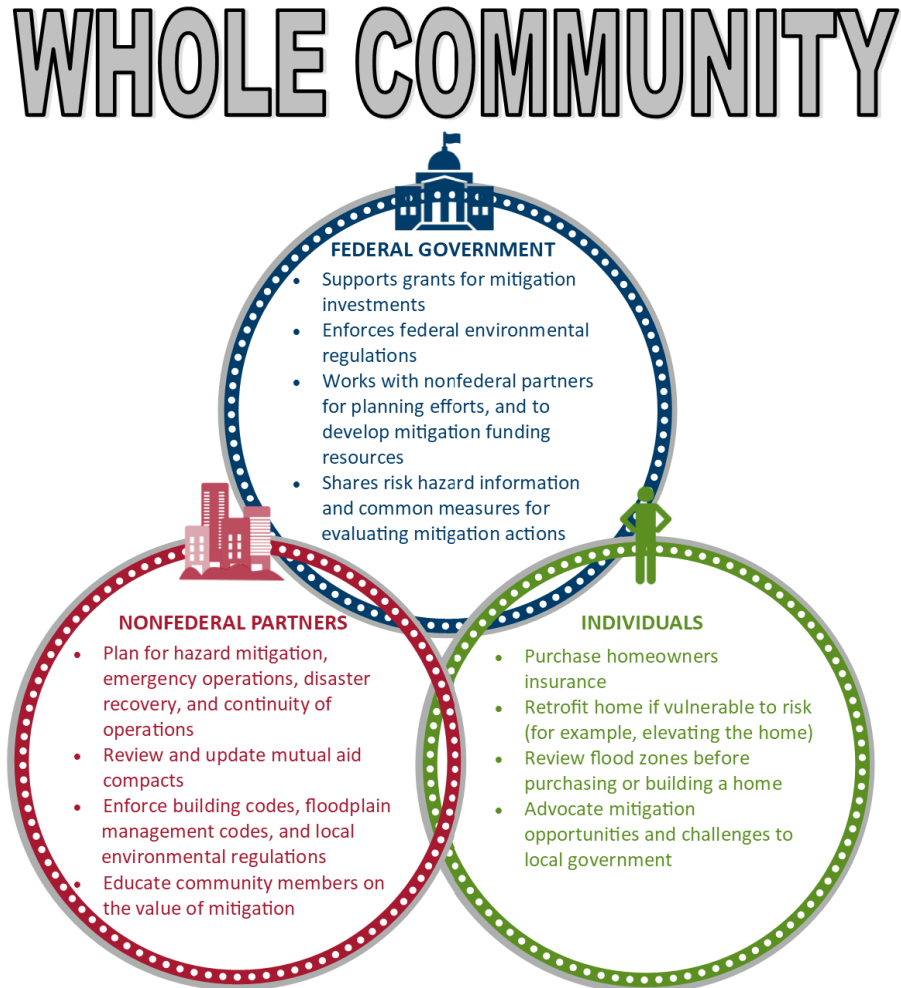 WHOLE COMMUNITY
FEDERAL GOVERNMENT
• Supports grants for mitigation
investments
• Enforces federal environmental
regulations
• Works with nonfederal partners
for planning efforts, and to
develop mitigation funding
resources
• Shares risk hazard information
and common measures for
evaluating mitigation actions
NONFEDERAL PARTNERS
• Plan for hazard mitigation,
emergency operations, disaster
recovery, and continuity of
operations
• Review and update mutual aid
compacts
• Enforce building codes, floodplain
management codes, and local
environmental regulations
• Educate community members on
the value of mitigation
INDIVIDUALS
• Purchase homeowners
insurance
• Retrofit home if vulnerable to risk
(for example, elevating the home)
• Review flood zones before
purchasing or building a home
• Advocate mitigation
opportunities and challenges to
local government